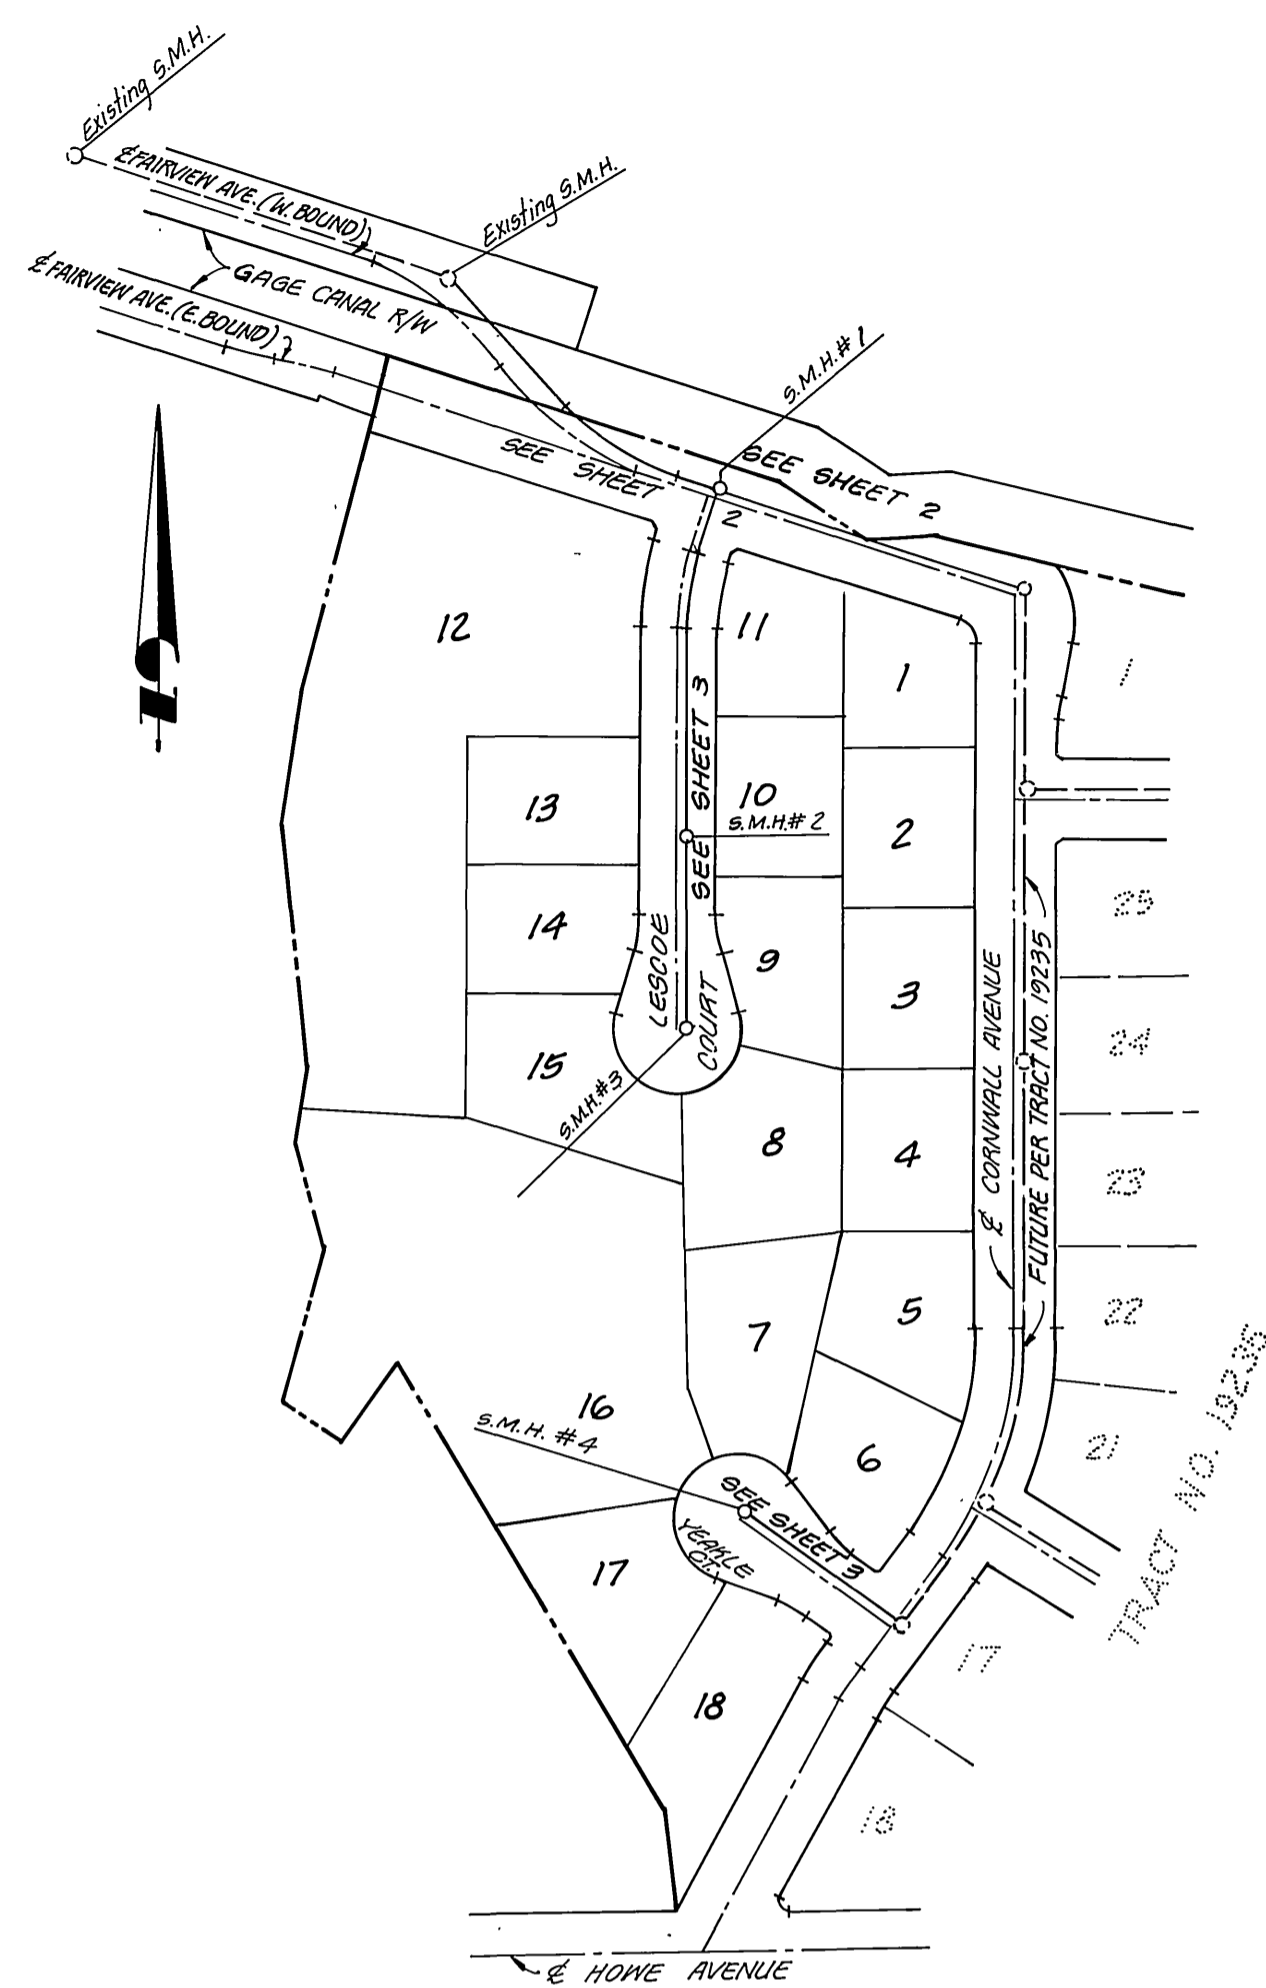 Existing S.M.H.
℄ FAIRVIEW AVE. (W. BOUND)
Existing S.M.H.
GAGE CANAL R/W
℄ FAIRVIEW AVE. (E. BOUND)
S.M.H. # 1
SEE SHEET
2
SEE SHEET 2
12
11
1
1
SEE SHEET 3
13
10
S.M.H. # 2
2
14
9
25
LESCOE
COURT
3
℄ CORNWALL AVENUE
FUTURE PER TRACT NO. 19235
24
15
S.M.H. #3
8
4
23
7
5
22
16
S.M.H. # 4
6
21
TRACT NO. 19235
SEE SHEET 3
YEAKLE
CT.
17
17
18
18
℄ HOWE AVENUE